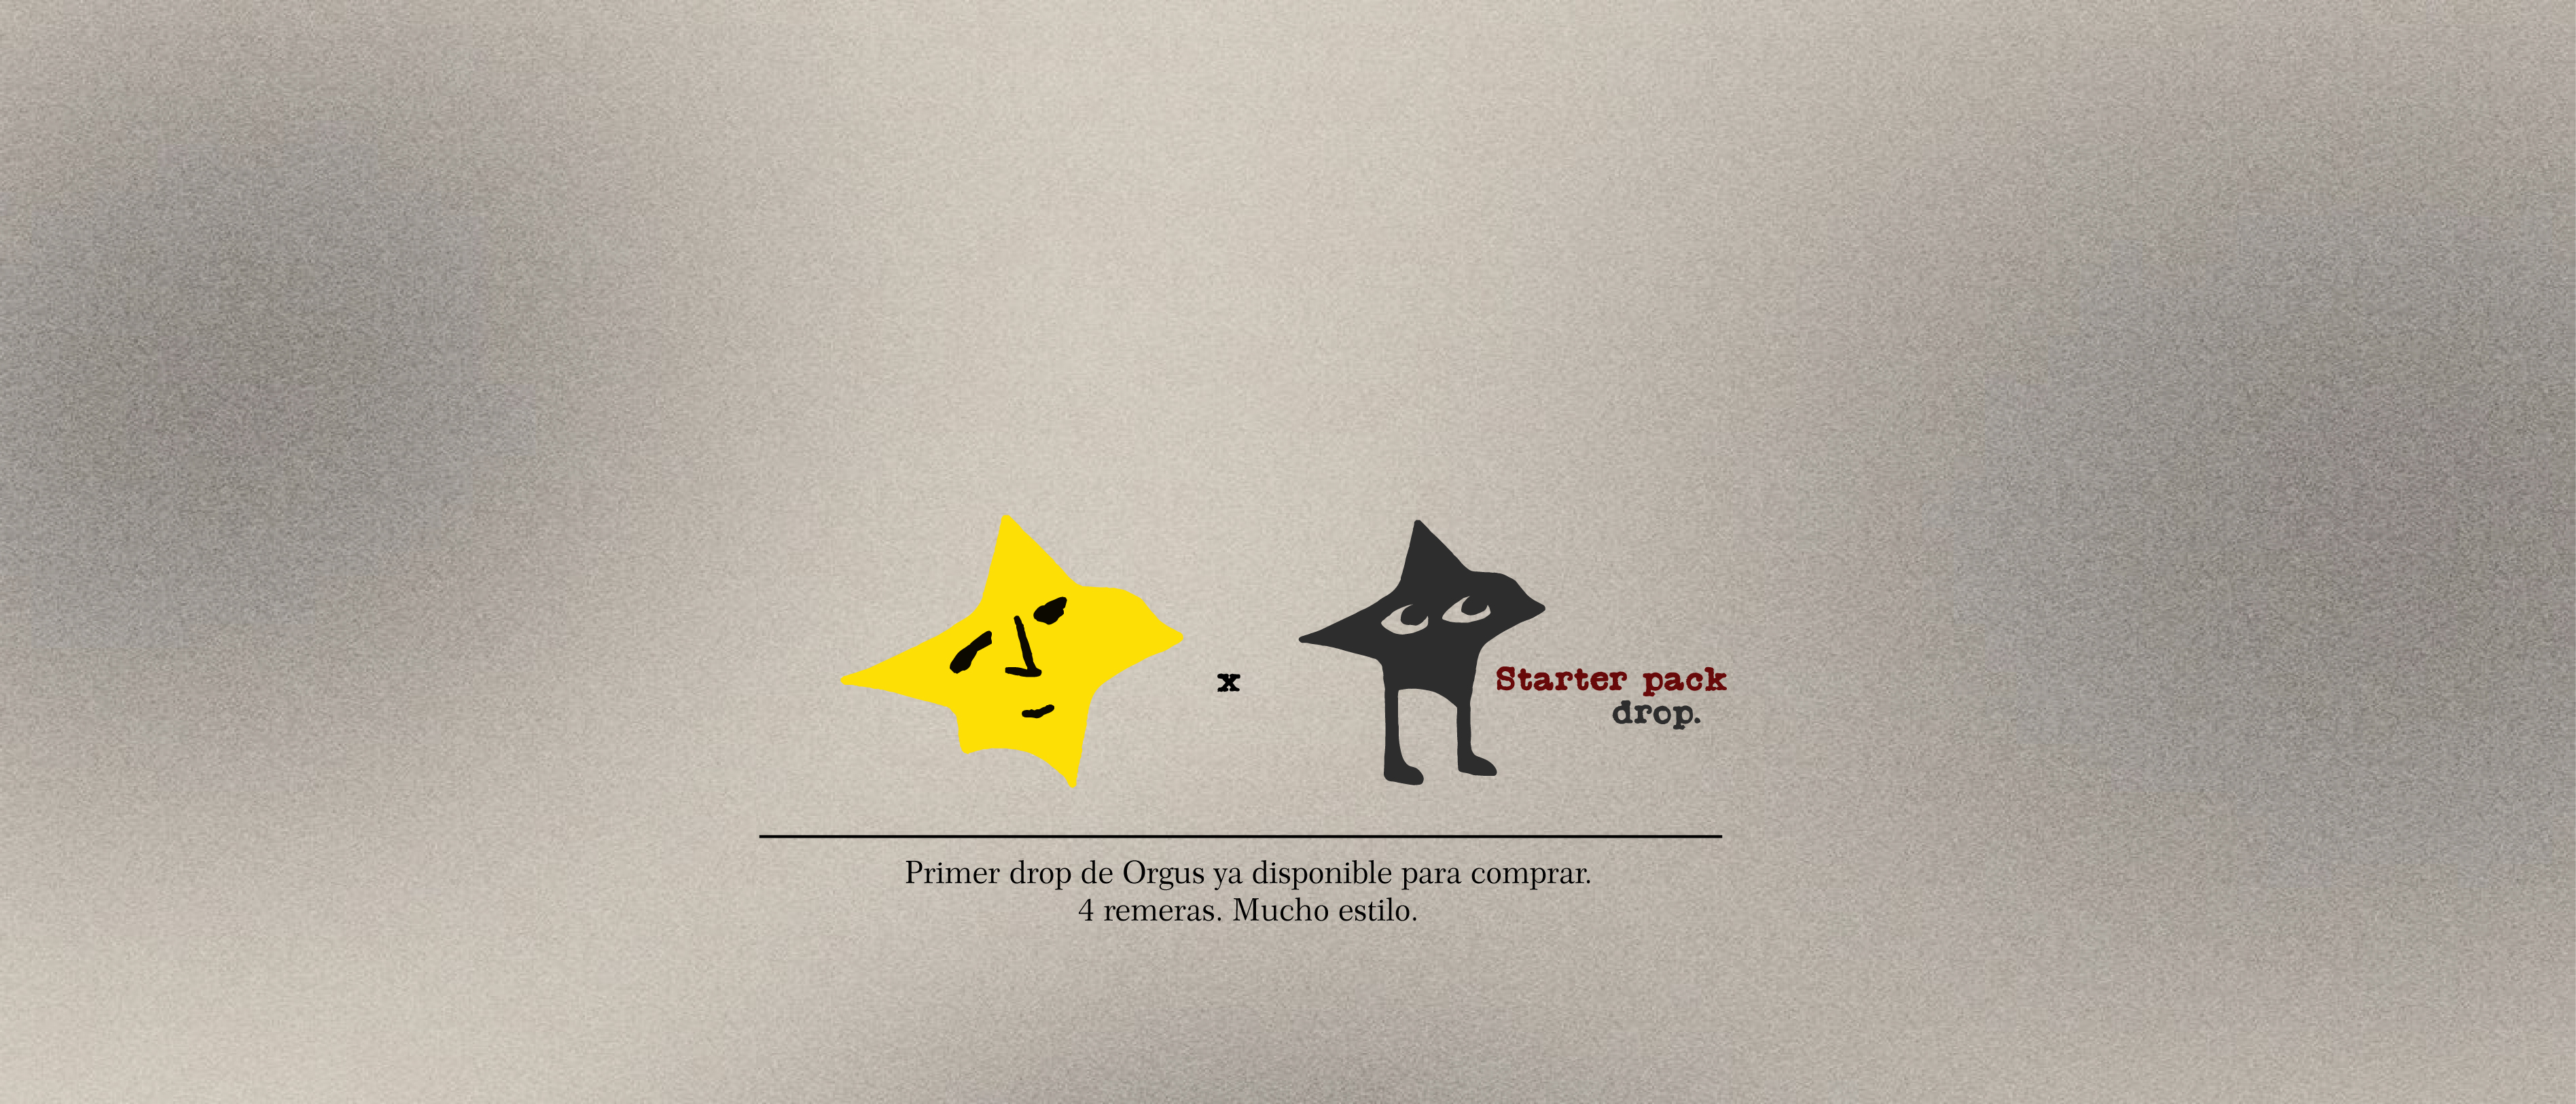 x
Starter pack
drop.
Primer drop de Orgus ya disponible para comprar.
4 remeras. Mucho estilo.